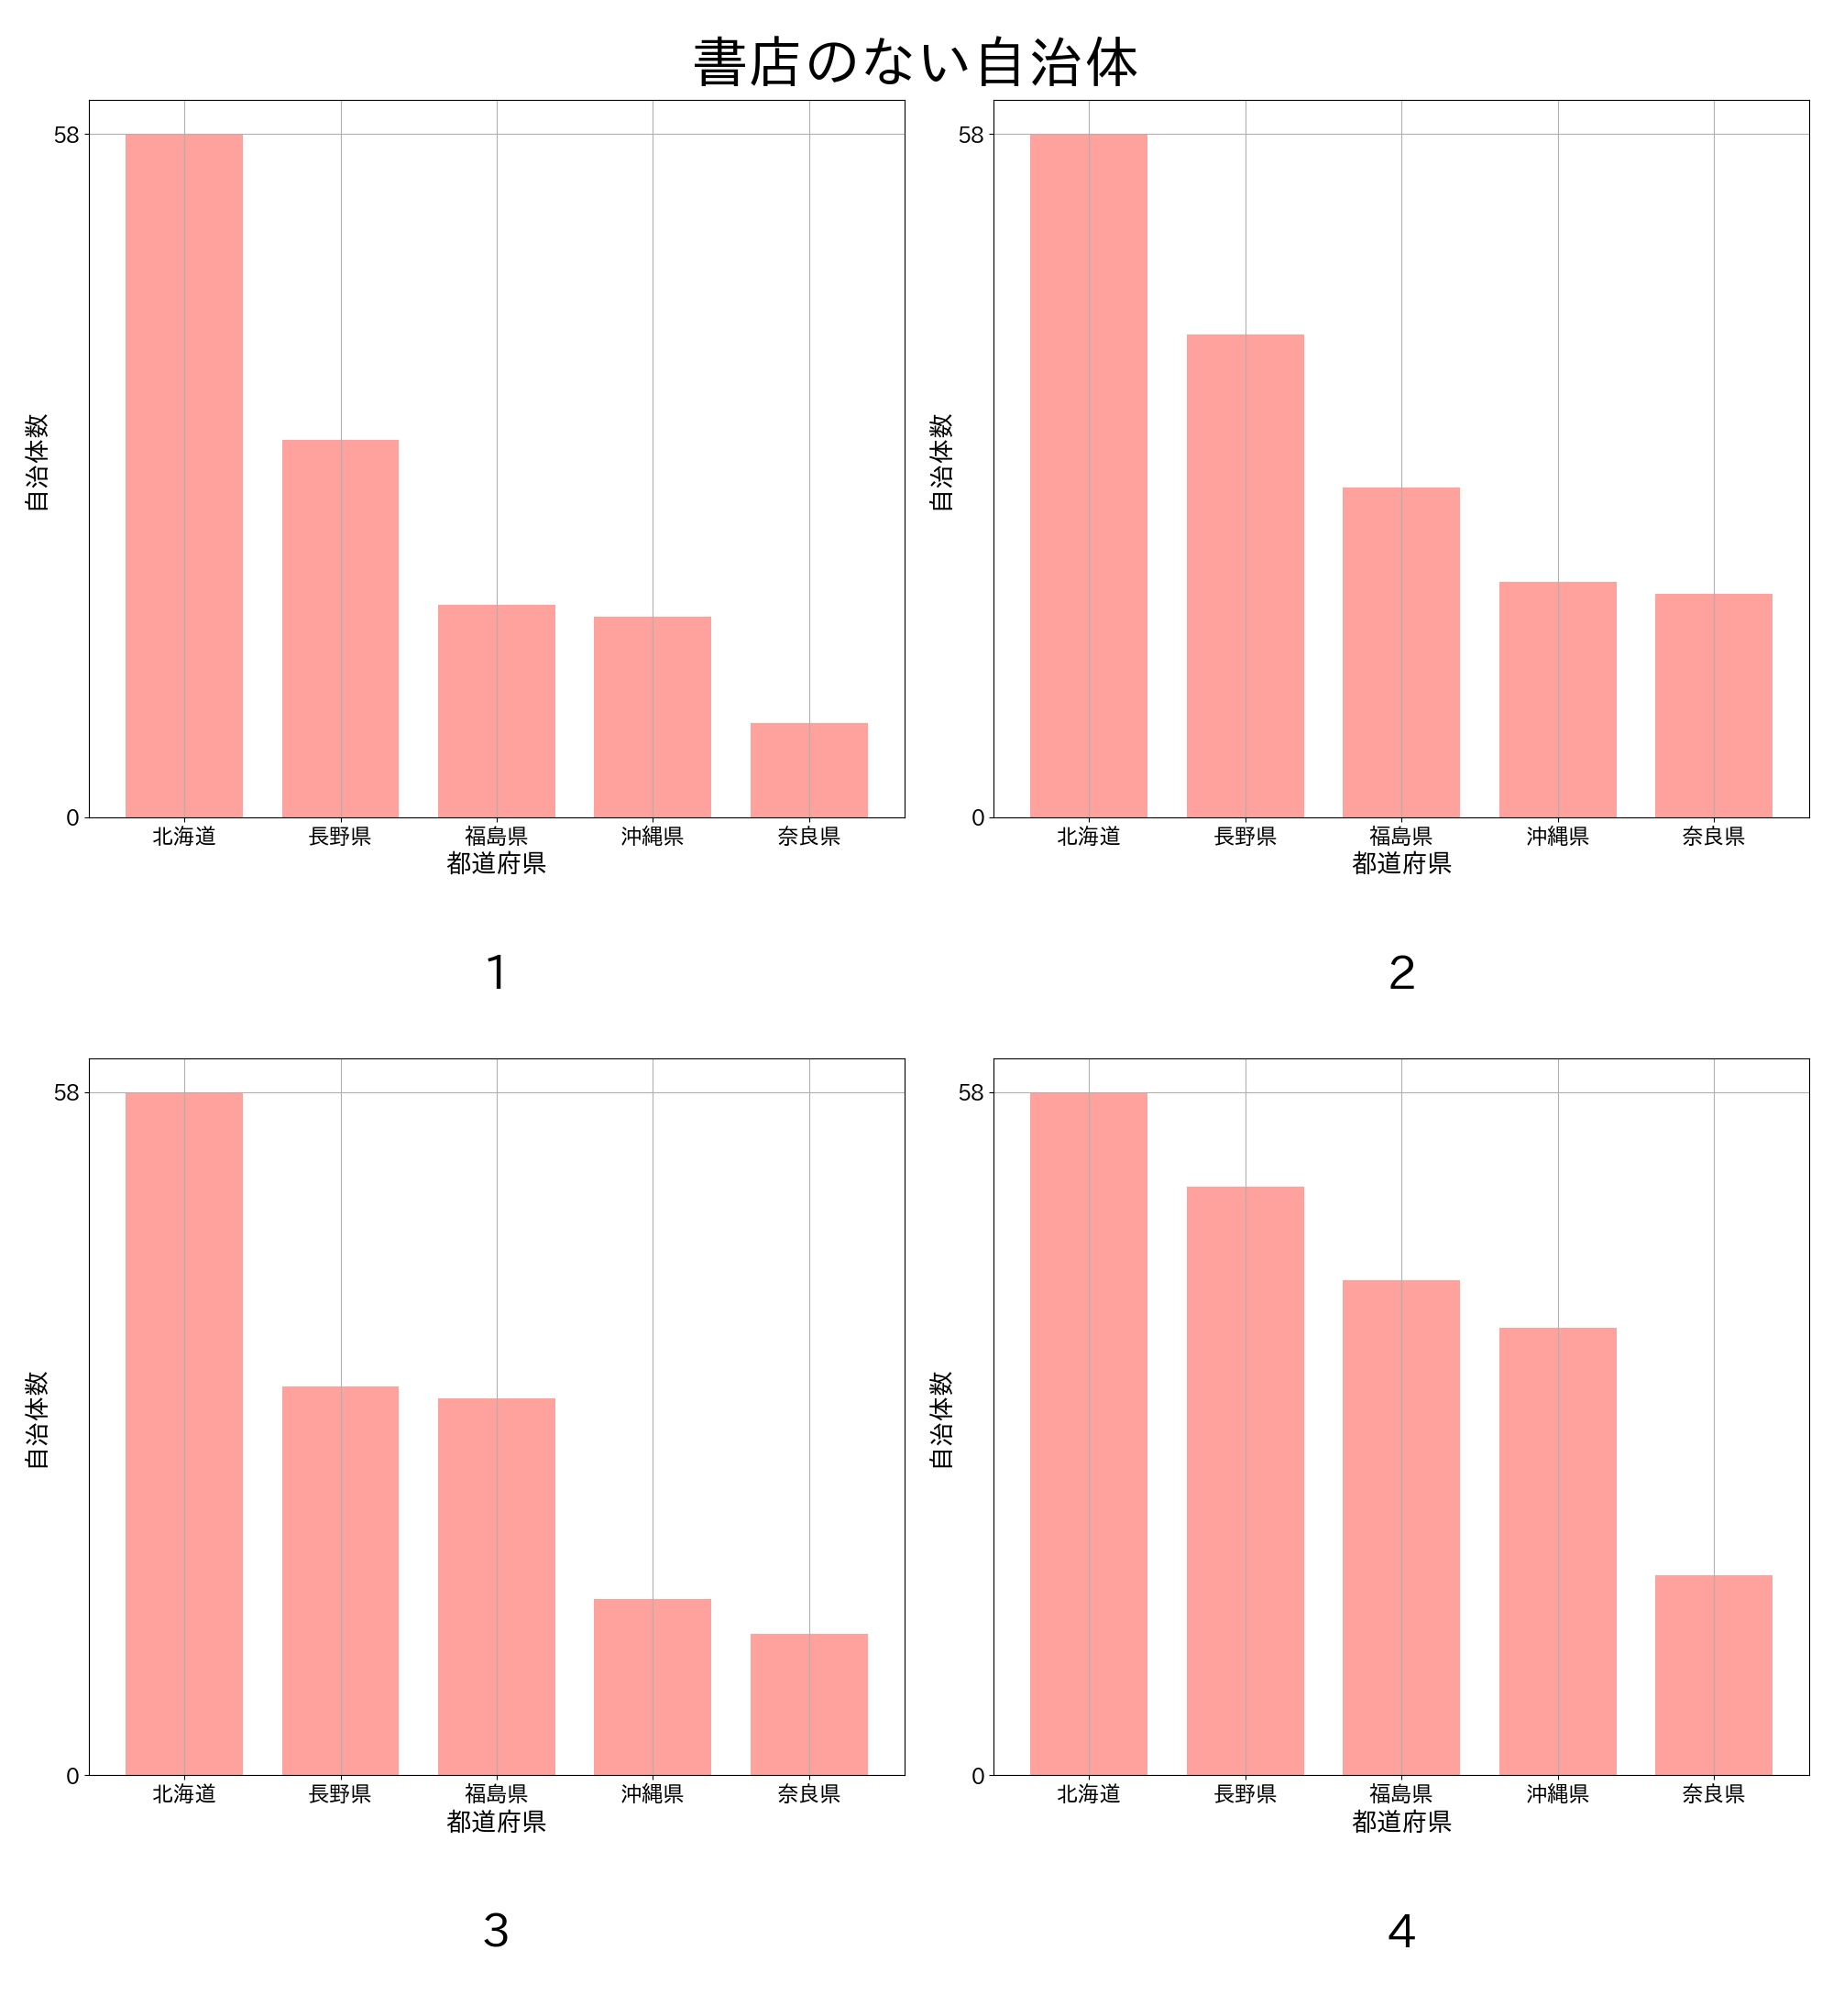 書店のない自治体
58
0
自治体数
北海道 長野県 福島県 沖縄県 奈良県
都道府県
1
58
0
自治体数
北海道 長野県 福島県 沖縄県 奈良県
都道府県
2
58
0
自治体数
北海道 長野県 福島県 沖縄県 奈良県
都道府県
3
58
0
自治体数
北海道 長野県 福島県 沖縄県 奈良県
都道府県
4